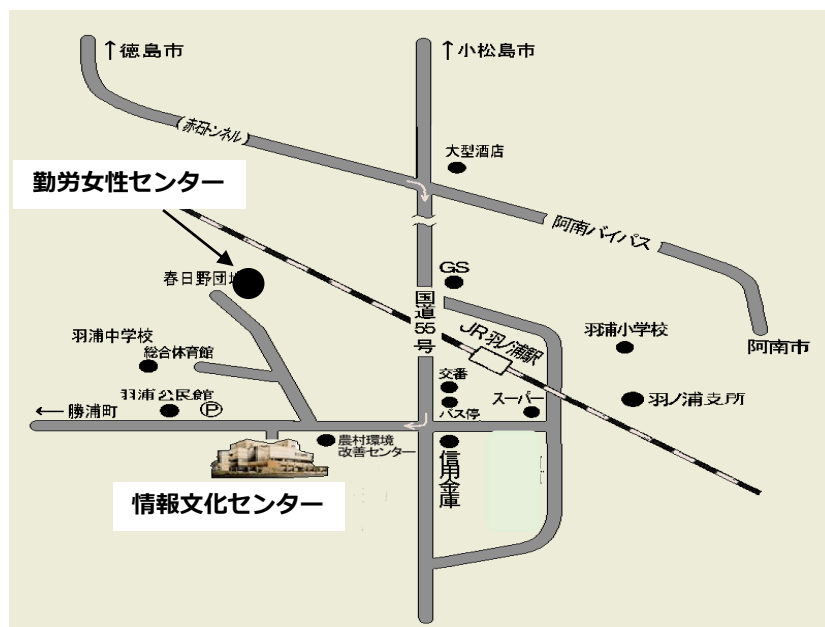 ↑徳島市
↑小松島市
赤石トンネル
大型酒店
勤労女性センター
阿南バイパス
春日野団地
GS
国道55号
JR羽ノ浦駅
羽浦中学校
羽浦小学校
阿南市
総合体育館
交番
羽浦公民館
P
スーパー
羽ノ浦支所
←勝浦町
バス停
農村環境
改善センター
信用金庫
情報文化センター